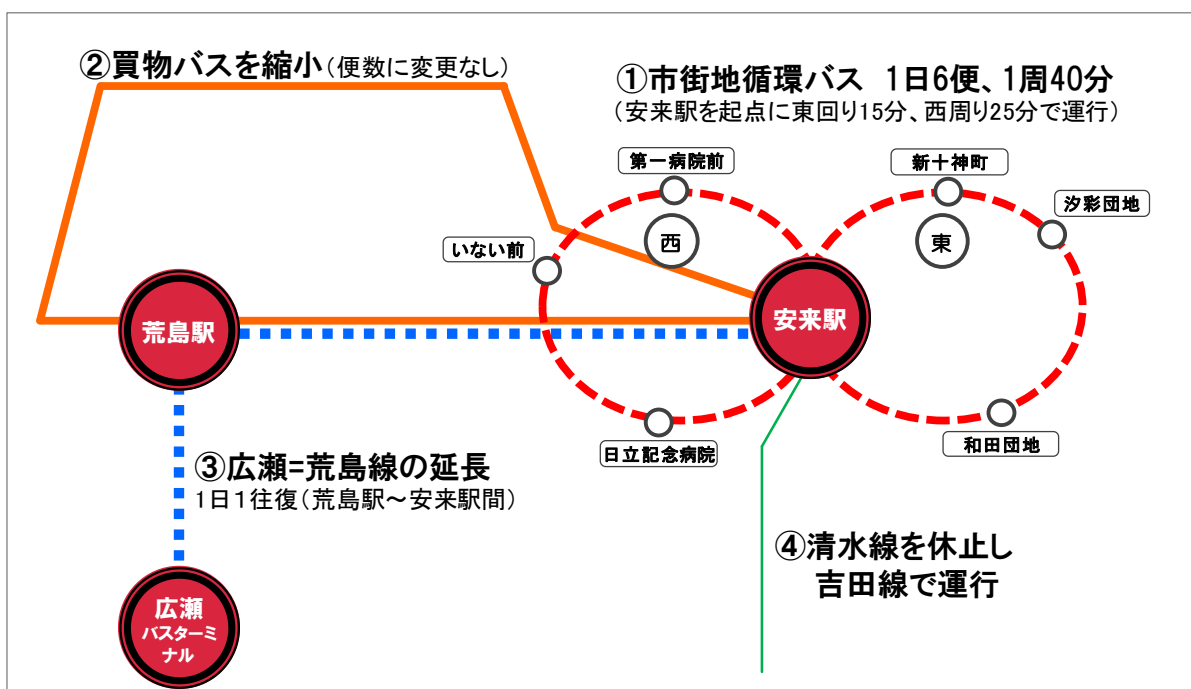 ②買物バスを縮小(便数に変更なし)
①市街地循環バス 1日6便、1周40分
(安来駅を起点に東回り15分、西周り25分で運行)
第一病院前
新十神町
汐彩団地
西
東
いない前
荒島駅
安来駅
日立記念病院
和田団地
③広瀬=荒島線の延長
1日1往復(荒島駅～安来駅間)
④清水線を休止し
吉田線で運行
広瀬
バスターミ
ナル